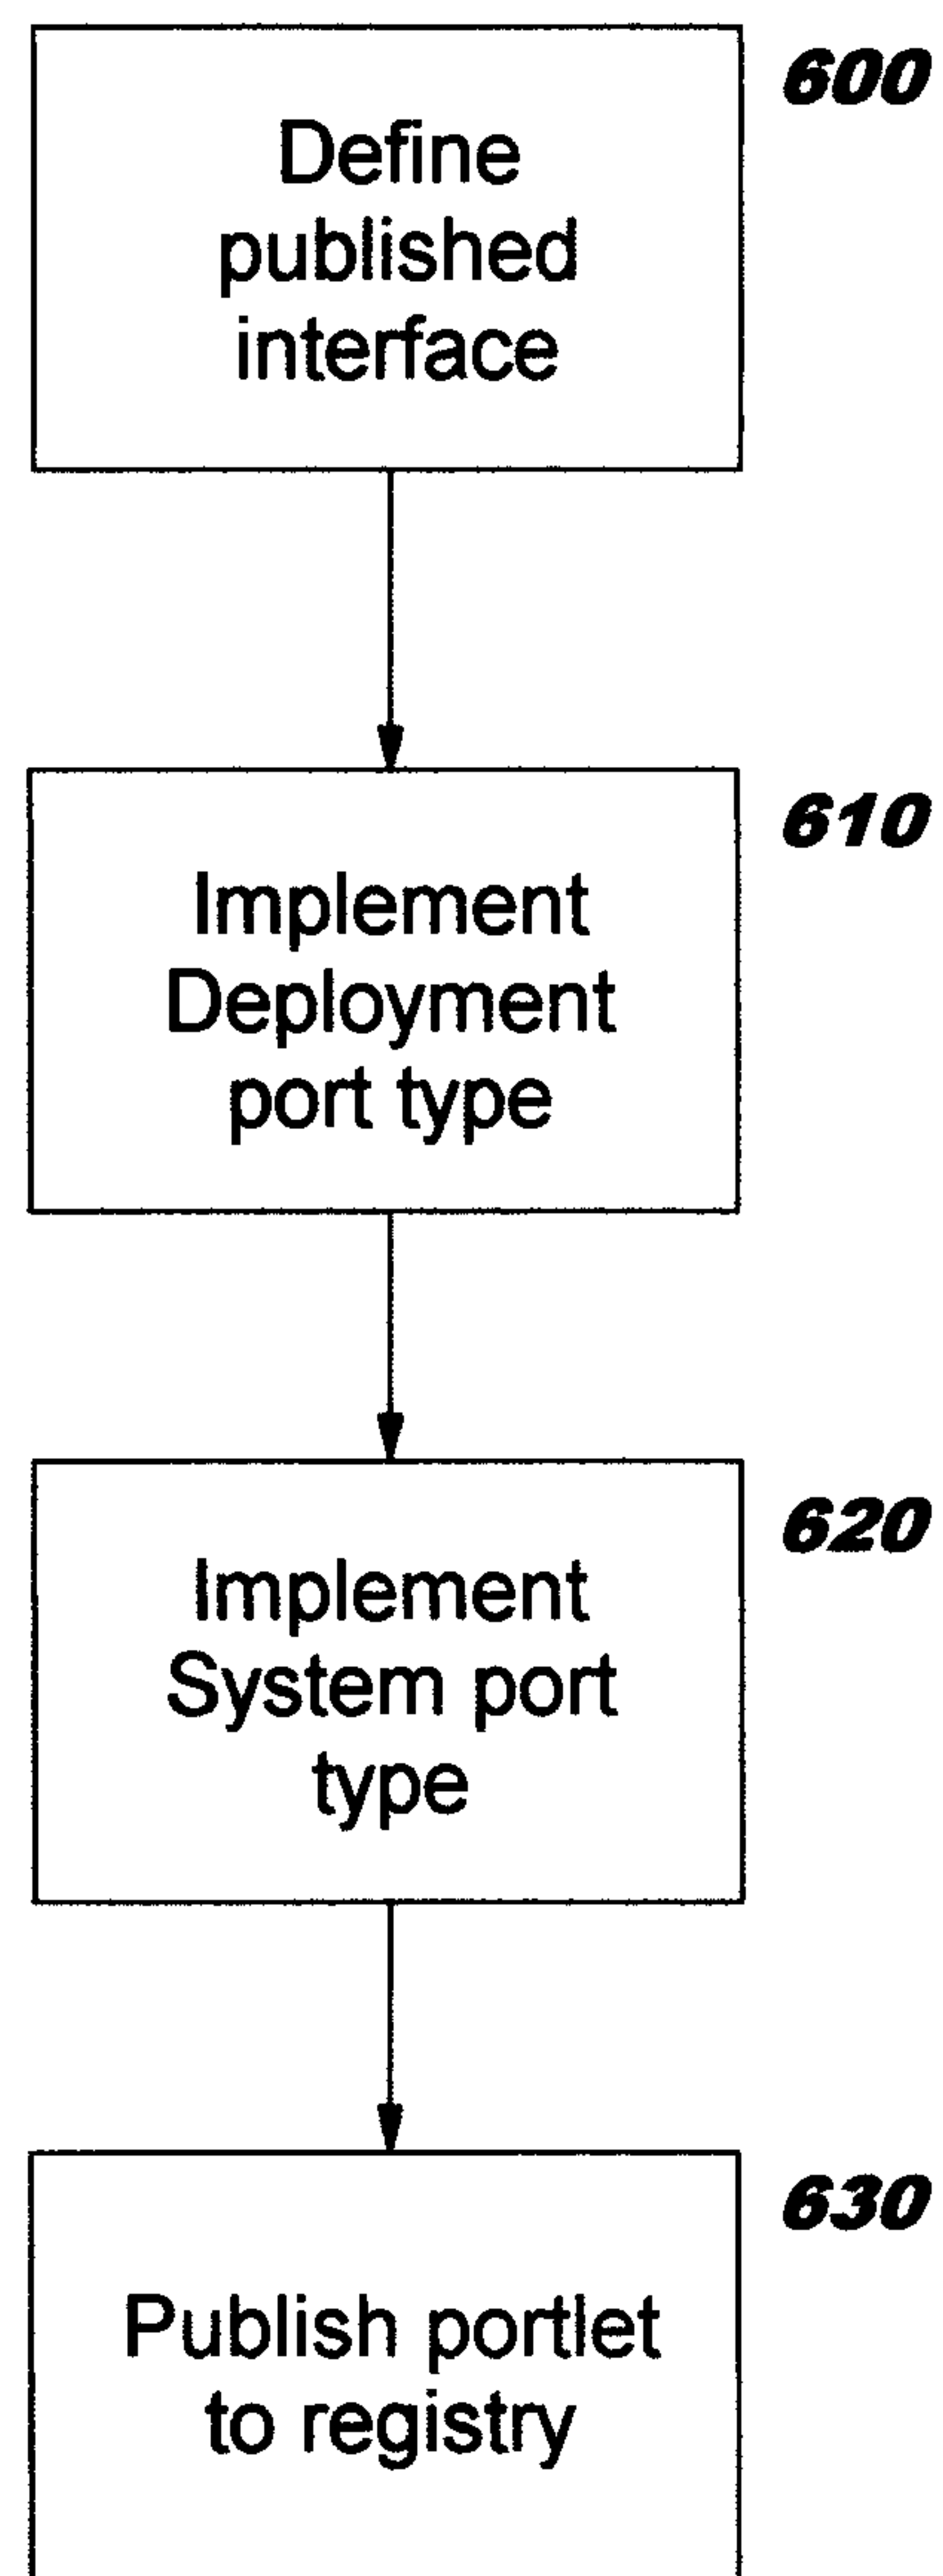 600
Define
published
interface
610
Implement
Deployment
port type
620
Implement
System port
type
630
Publish portlet
to registry